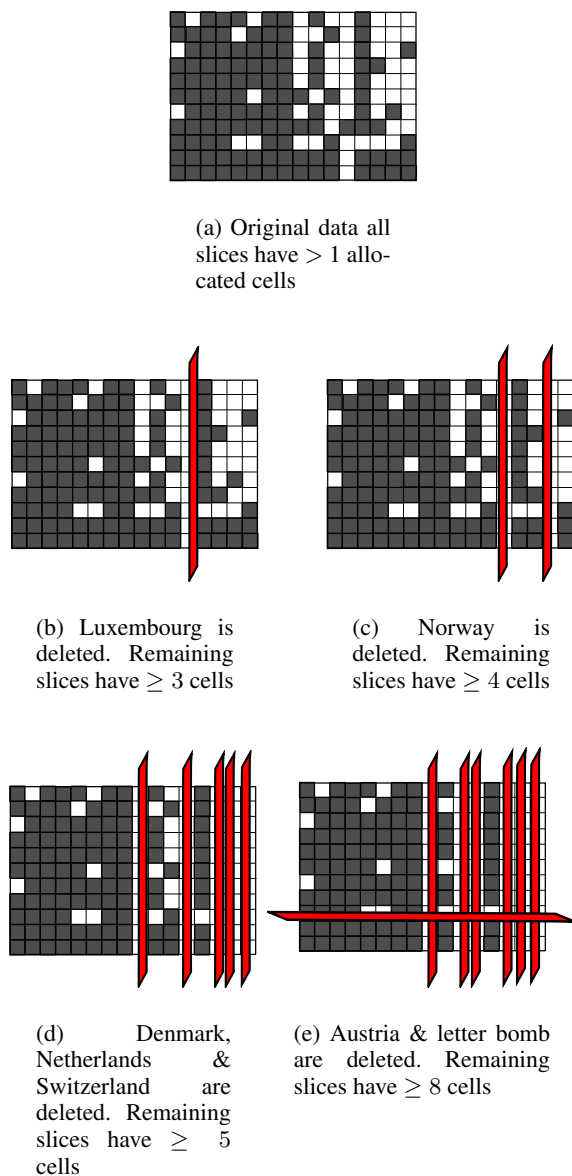 (a) Original data all
slices have > 1 allo-
cated cells
(b) Luxembourg is
deleted. Remaining
slices have ≥ 3 cells
(c) Norway is
deleted. Remaining
slices have ≥ 4 cells
(d) Denmark,
Netherlands &
Switzerland are
deleted. Remaining
slices have ≥ 5
cells
(e) Austria & letter bomb
are deleted. Remaining
slices have ≥ 8 cells